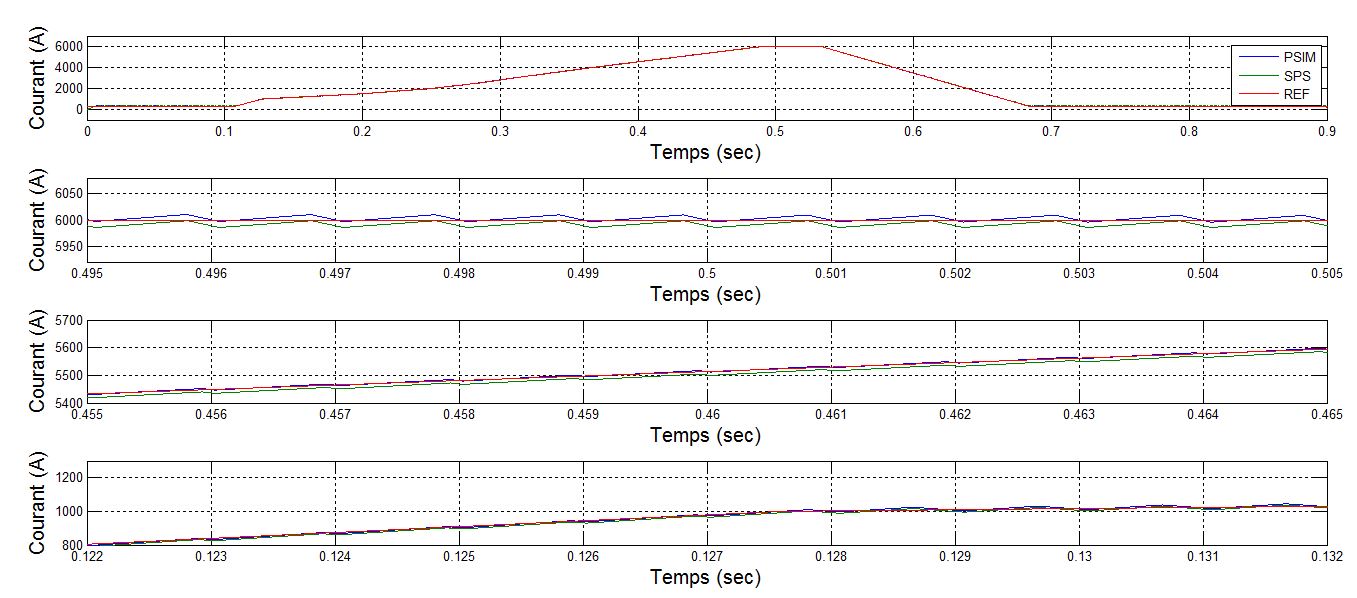 Courant (A)
6000
4000
2000
0
PSIM
SPS
REF
0 0.1 0.2 0.3 0.4 0.5 0.6 0.7 0.8 0.9
Temps (sec)
Courant (A)
6050
6000
5950
0.495 0.496 0.497 0.498 0.499 0.5 0.501 0.502 0.503 0.504 0.505
Temps (sec)
Courant (A)
5700
5600
5500
5400
0.455 0.456 0.457 0.458 0.459 0.46 0.461 0.462 0.463 0.464 0.465
Temps (sec)
Courant (A)
1200
1000
800
0.122 0.123 0.124 0.125 0.126 0.127 0.128 0.129 0.13 0.131 0.132
Temps (sec)